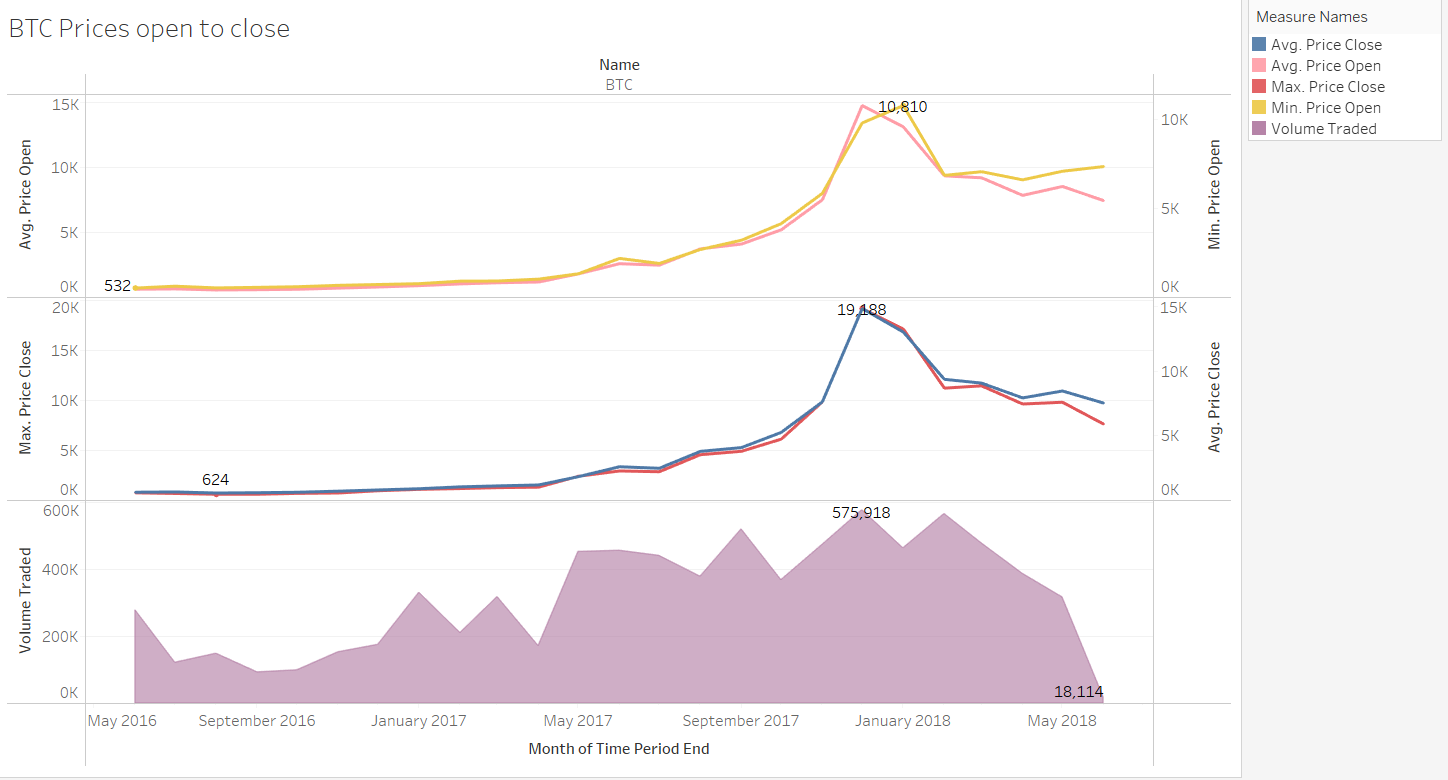 BTC Prices open to close
Measure Names
Avg. Price Close
Avg. Price Open
Max. Price Close
Min. Price Open
Volume Traded
Name
BTC
15K
10K
5K
0K
Avg. Price Open
532
10,810
10K
5K
0K
Min. Price Open
20K
15K
10K
5K
0K
Max. Price Close
624
19,188
15K
10K
5K
0K
Avg. Price Close
600K
400K
200K
0K
Volume Traded
575,918
18,114
May 2016 September 2016 January 2017 May 2017 September 2017 January 2018 May 2018
Month of Time Period End